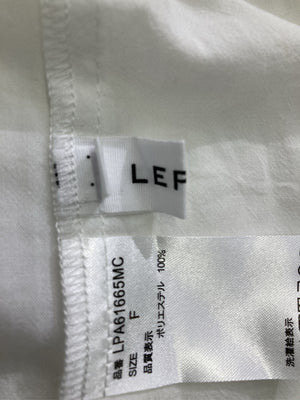 LEF
品番 LPA61665MC
SIZE F
品質表示
ポリエステル 100%
洗濯絵表示